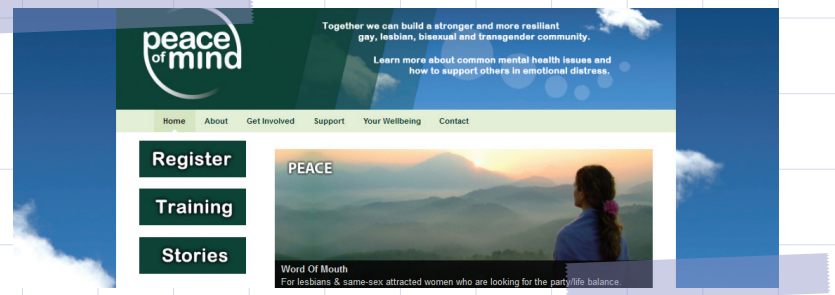 peace
of mind
Together we can build a stronger and more resiliant
gay, lesbian, bisexual and transgender community.
Learn more about common mental health issues and
how to support others in emotional distress.
Home About Get Involved Support Your Wellbeing Contact
Register
Training
Stories
PEACE
Word Of Mouth
For lesbians & same-sex attracted women who are looking for the party/life balance.